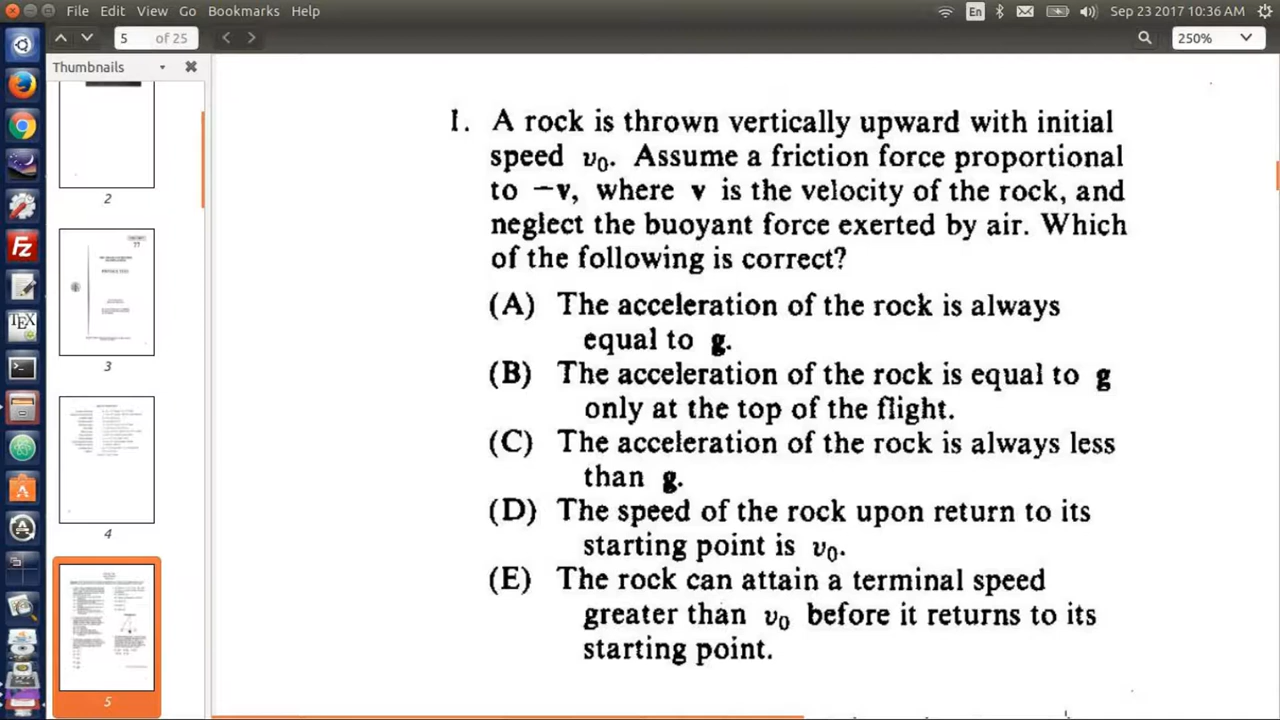 File Edit View Go Bookmarks Help
En
Sep 23 2017 10:36 AM
5 of 25
250%
Thumbnails
2
3
4
5
1. A rock is thrown vertically upward with initial
speed v₀. Assume a friction force proportional
to −v, where v is the velocity of the rock, and
neglect the buoyant force exerted by air. Which
of the following is correct?
(A) The acceleration of the rock is always
equal to g.
(B) The acceleration of the rock is equal to g
only at the top of the flight.
(C) The acceleration of the rock is always less
than g.
(D) The speed of the rock upon return to its
starting point is v₀.
(E) The rock can attain a terminal speed
greater than v₀ before it returns to its
starting point.